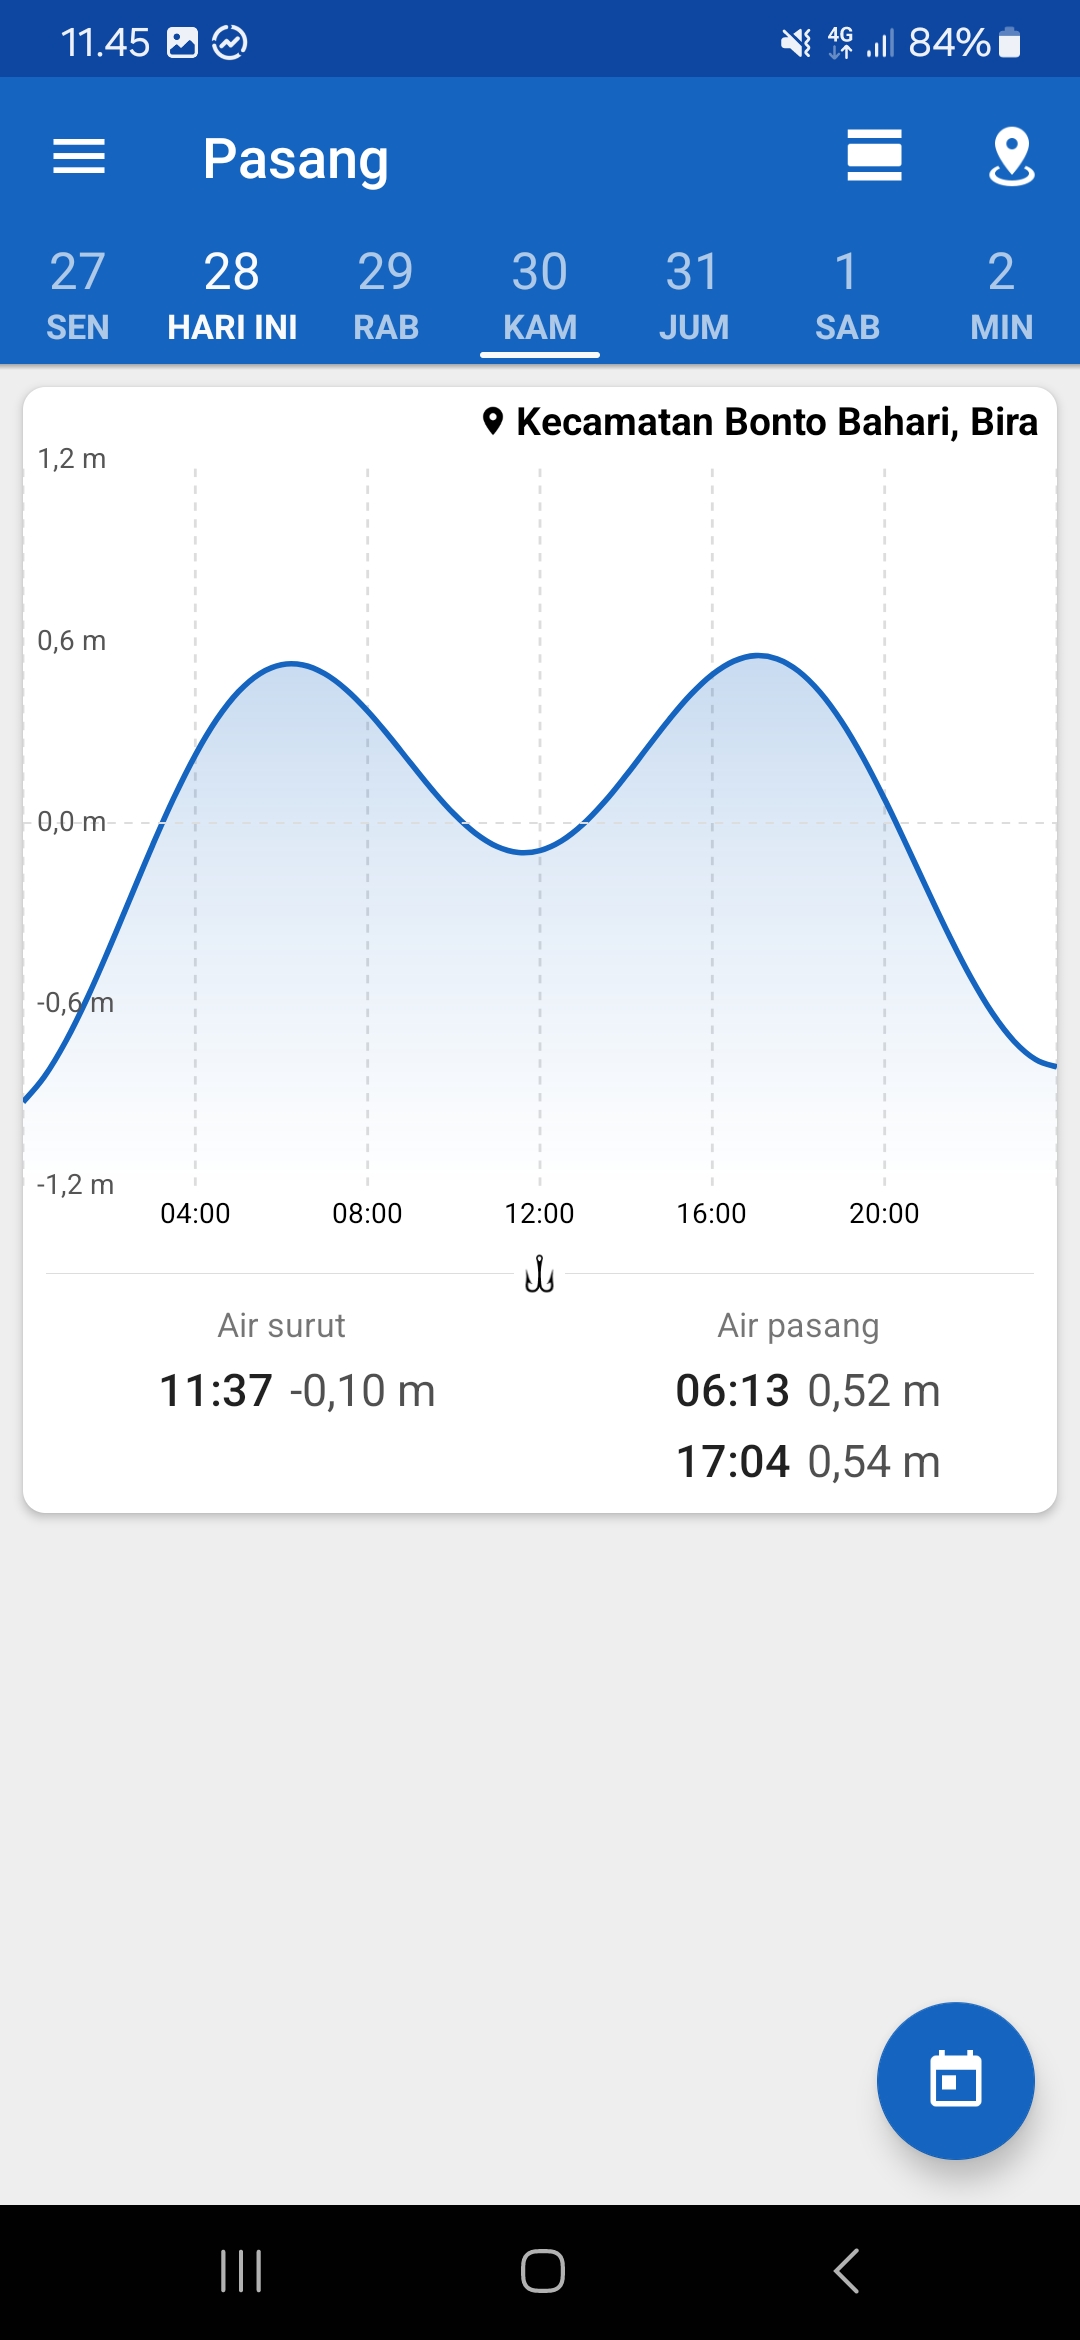 11.45 4G 84%
Pasang
27 28 29 30 31 1 2
SEN HARI INI RAB KAM JUM SAB MIN
Kecamatan Bonto Bahari, Bira
1,2 m
0,6 m
0,0 m
-0,6 m
-1,2 m
04:00 08:00 12:00 16:00 20:00
Air surut Air pasang
11:37 -0,10 m 06:13 0,52 m
17:04 0,54 m